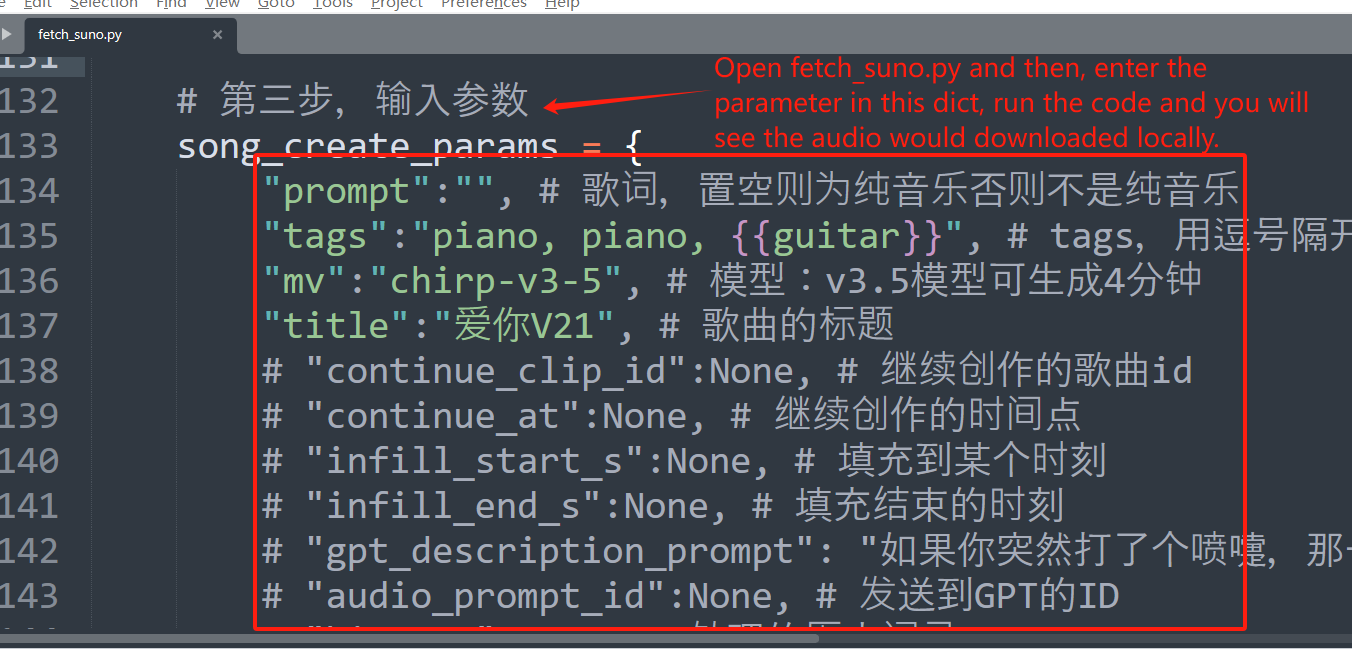 Edit Selection Find View Goto Tools Project Preferences Help
fetch_suno.py ×
131
Open fetch_suno.py and then, enter the
parameter in this dict, run the code and you will
see the audio would downloaded locally.
132 # 第三步，输入参数
133 song_create_params = {
134 "prompt":"", # 歌词，置空则为纯音乐否则不是纯音乐
135 "tags":"piano, piano, {{guitar}}", # tags，用逗号隔开
136 "mv":"chirp-v3-5", # 模型：v3.5模型可生成4分钟
137 "title":"爱你V21", # 歌曲的标题
138 # "continue_clip_id":None, # 继续创作的歌曲id
139 # "continue_at":None, # 继续创作的时间点
140 # "infill_start_s":None, # 填充到某个时刻
141 # "infill_end_s":None, # 填充结束的时刻
142 # "gpt_description_prompt": "如果你突然打了个喷嚏, 那
143 # "audio_prompt_id":None, # 发送到GPT的ID